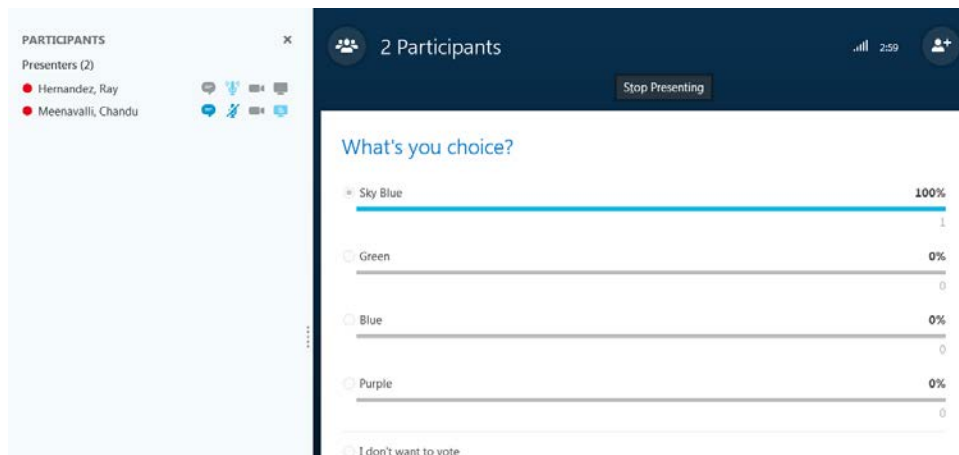 PARTICIPANTS ×
Presenters (2)
Hernandez, Ray
Meenavalli, Chandu
2 Participants
2:59
Stop Presenting
What's you choice?
Sky Blue 100%
1
Green 0%
0
Blue 0%
0
Purple 0%
0
I don't want to vote